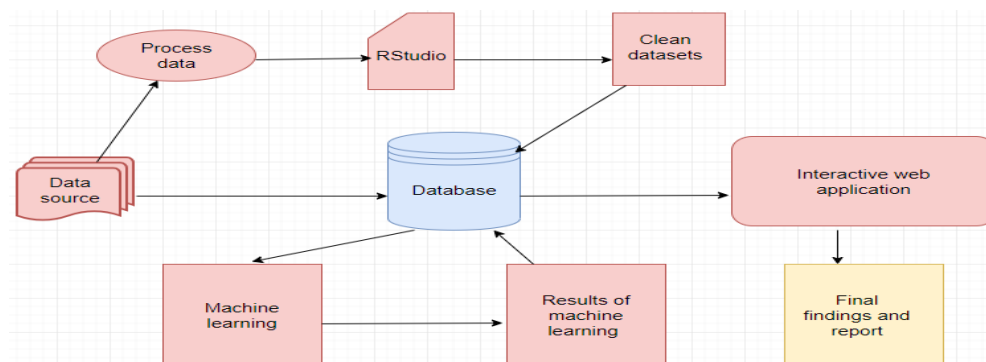 Process
data
RStudio
Clean
datasets
Data
source
Database
Interactive web
application
Machine
learning
Results of
machine
learning
Final
findings and
report